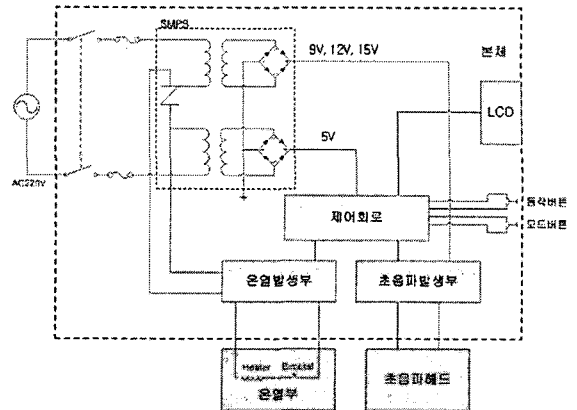 SMPS
9V, 12V, 15V
본체
LCD
5V
AC220V
제어회로
동작버튼
모드버튼
온열발생부
초음파발생부
Heater
온열부
초음파헤드